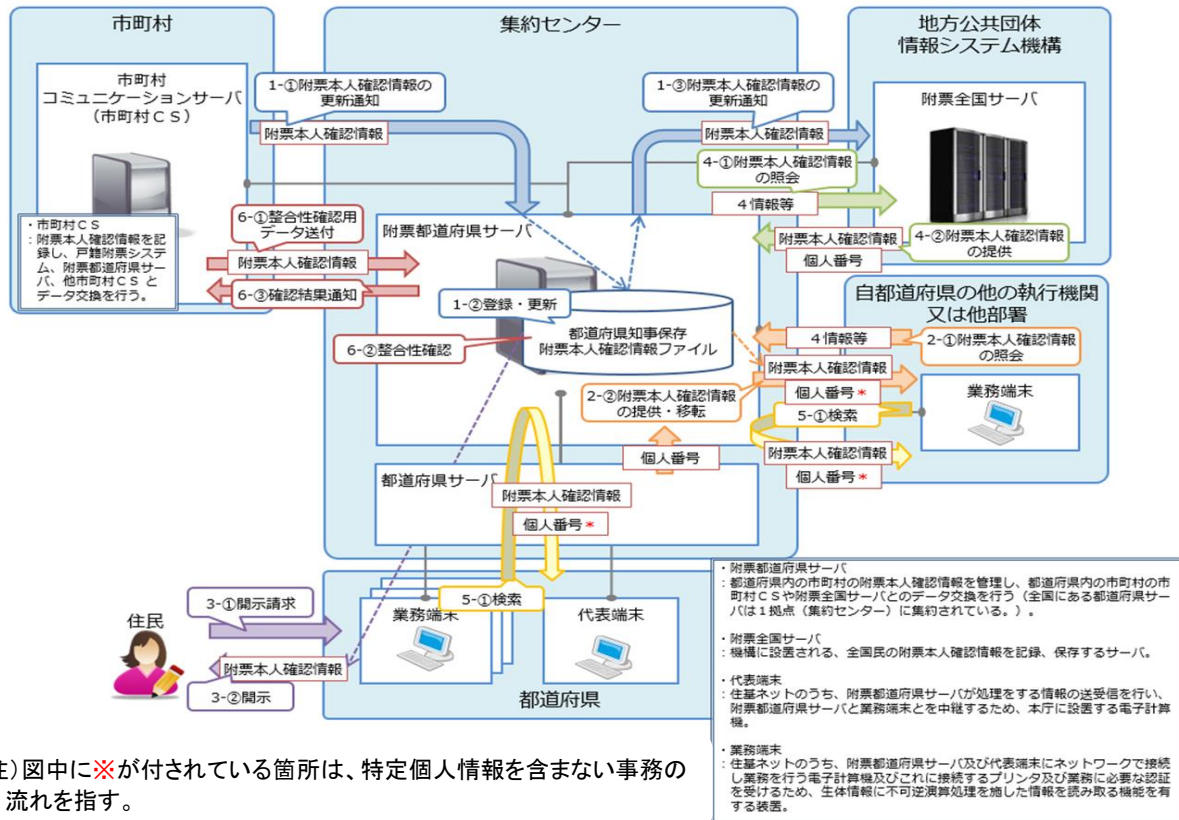 市町村
市町村
コミュニケーションサーバ
（市町村ＣＳ）
・市町村ＣＳ
：附票本人確認情報を記
録し、戸籍附票システ
ム、附票都道府県サー
バ、他市町村ＣＳ と
データ交換を行う。
集約センター
1-①附票本人確認情報の
更新通知
附票本人確認情報
1-③附票本人確認情報の
更新通知
附票本人確認情報
地方公共団体
情報システム機構
附票全国サーバ
4-①附票本人確認情報
の照会
４情報等
附票本人確認情報
個人番号
4-②附票本人確認情報
の提供
6-①整合性確認用
データ送付
附票本人確認情報
6-③確認結果通知
附票都道府県サーバ
1-②登録・更新
都道府県知事保存
附票本人確認情報ファイル
6-②整合性確認
自都道府県の他の執行機関
又は他部署
４情報等
2-①附票本人確認情報
の照会
附票本人確認情報
個人番号*
2-②附票本人確認情報
の提供・移転
業務端末
5-①検索
附票本人確認情報
個人番号*
個人番号
都道府県サーバ
附票本人確認情報
個人番号*
5-①検索
住民
3-①開示請求
附票本人確認情報
3-②開示
業務端末
代表端末
都道府県
・附票都道府県サーバ
：都道府県内の市町村の附票本人確認情報を管理し、都道府県内の市町村の市
町村ＣＳや附票全国サーバとのデータ交換を行う（全国にある都道府県サー
バは１拠点（集約センター）に集約されている。）。
・附票全国サーバ
：機構に設置される、全国民の附票本人確認情報を記録、保存するサーバ。
・代表端末
：住基ネットのうち、附票都道府県サーバが処理をする情報の送受信を行い、
附票都道府県サーバと業務端末とを中継するため、本庁に設置する電子計算
機。
・業務端末
：住基ネットのうち、附票都道府県サーバ及び代表端末にネットワークで接続
し業務を行う電子計算機及びこれに接続するプリンタ及び業務に必要な認証
を受けるため、生体情報に不可逆演算処理を施した情報を読み取る機能を有
する装置。
注）図中に※が付されている箇所は、特定個人情報を含まない事務の
流れを指す。